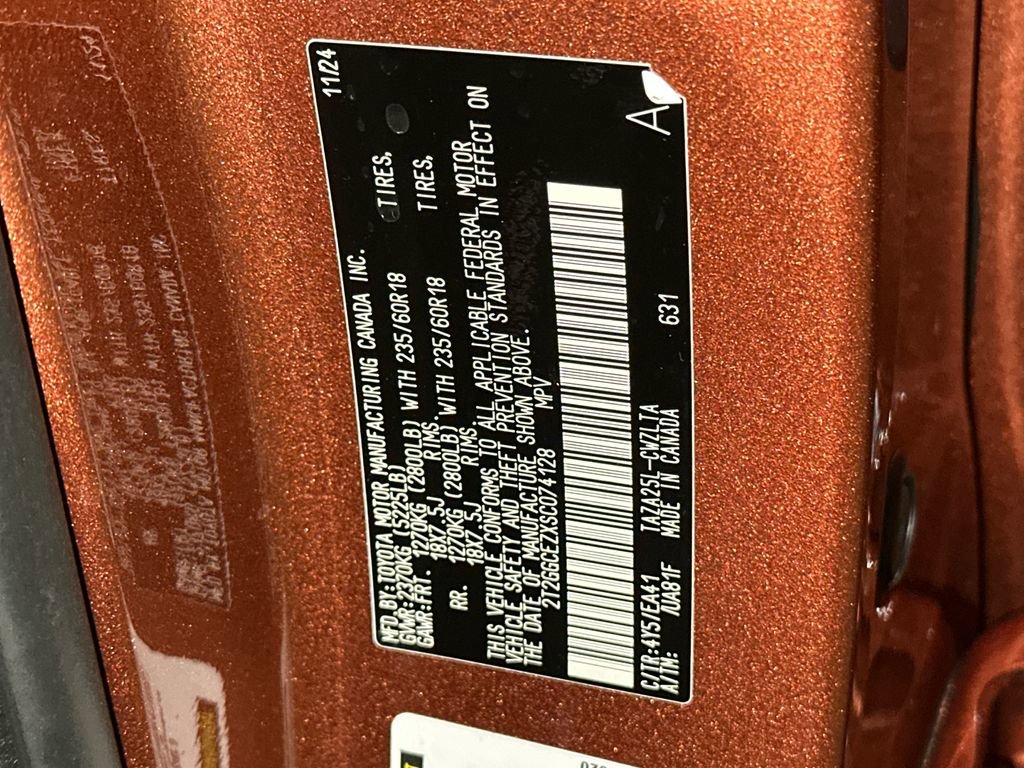 MFD BY:TOYOTA MOTOR MANUFACTURING CANADA INC. 11/24
GVWR:2370KG (5225LB)
GAWR:FRT. 1270KG (2800LB) WITH 235/60R18 TIRES,
18X7.5J RIMS.
RR. 1270KG (2800LB) WITH 235/60R18 TIRES,
18X7.5J RIMS.
THIS VEHICLE CONFORMS TO ALL APPLICABLE FEDERAL MOTOR
VEHICLE SAFETY AND THEFT PREVENTION STANDARDS IN EFFECT ON
THE DATE OF MANUFACTURE SHOWN ABOVE.
2T2GGCEZXSC074128 MPV
C/TR:4Y5/EA41 TAZA25L-CWZLTA 631 A
A/TM: /UA81F MADE IN CANADA